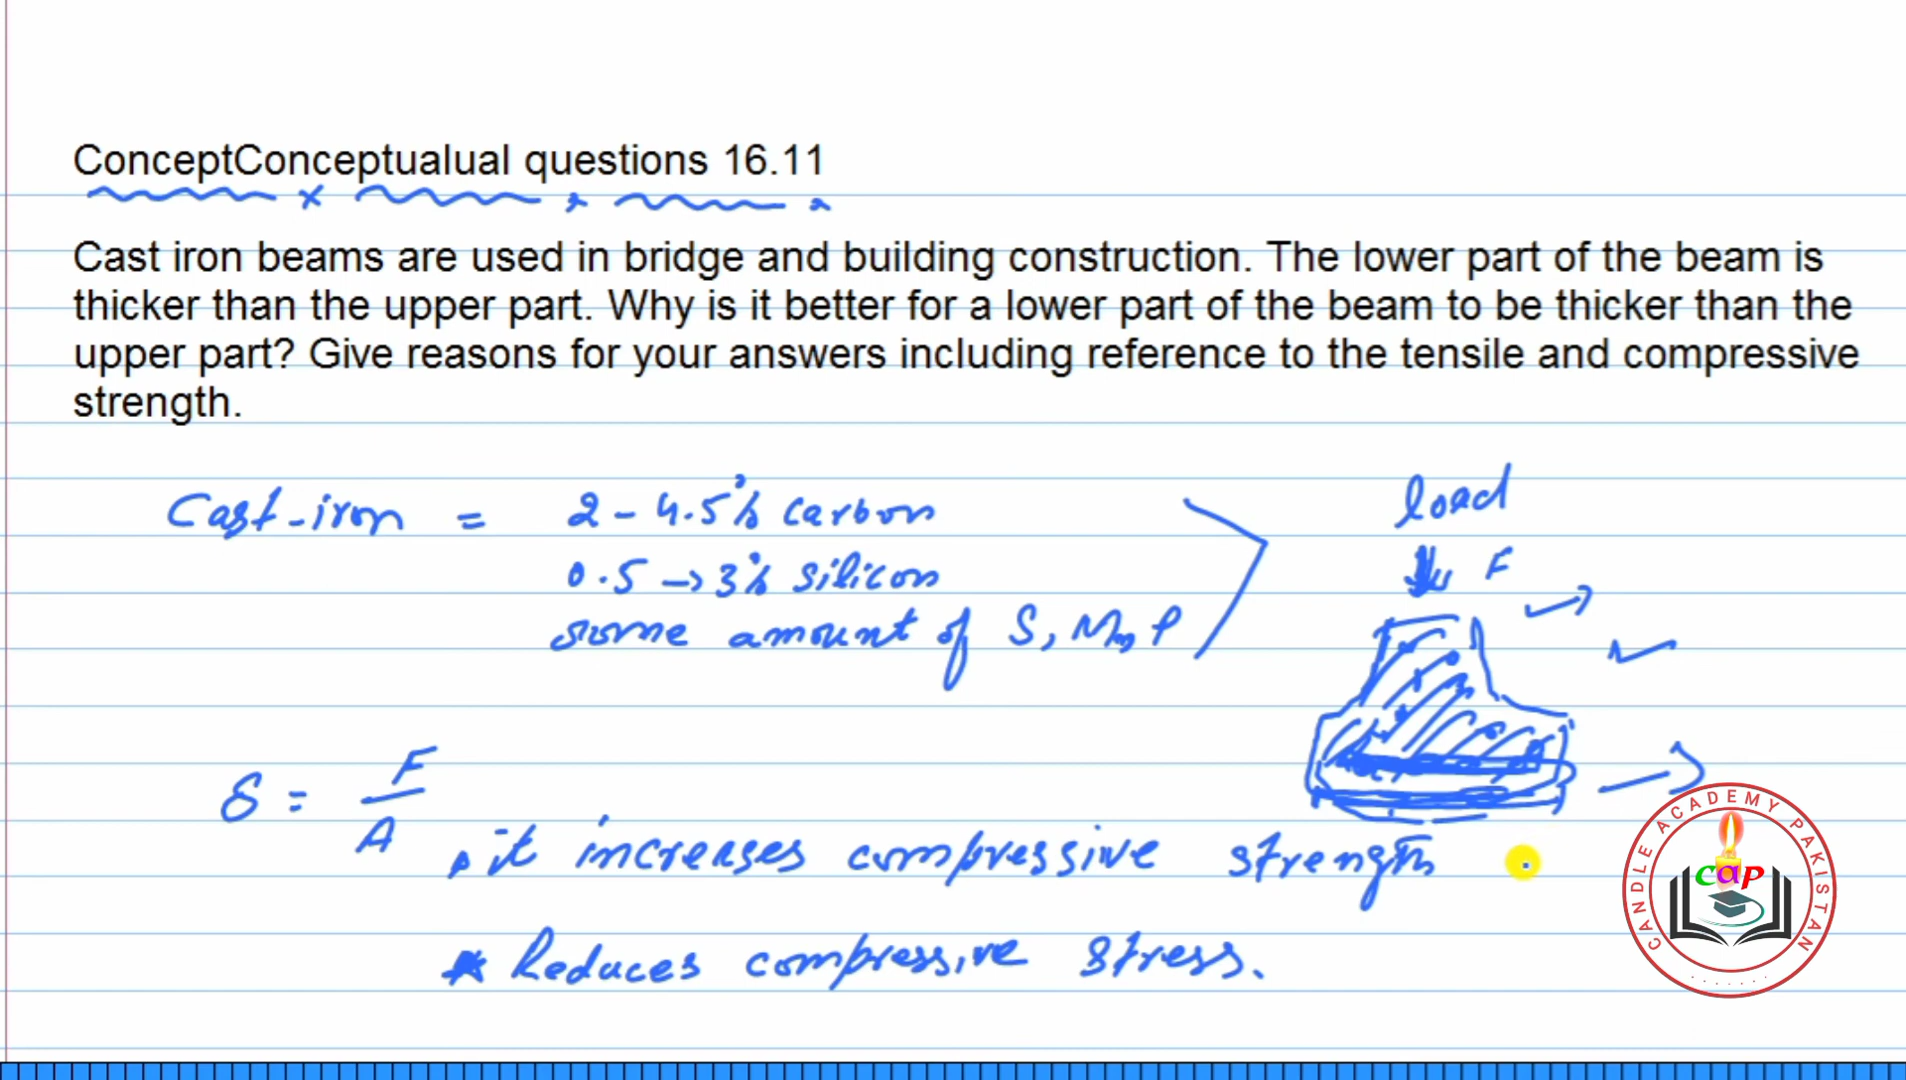 ConceptConceptualual questions 16.11
Cast iron beams are used in bridge and building construction. The lower part of the beam is
thicker than the upper part. Why is it better for a lower part of the beam to be thicker than the
upper part? Give reasons for your answers including reference to the tensile and compressive
strength.
Cast-iron = 2 - 4.5% carbon
0.5 → 3% silicon
some amount of S, Mn, P
load
F
δ = F
A
it increases compressive strength
* Reduces compressive stress.
CANDLE ACADEMY PAKISTAN
cap